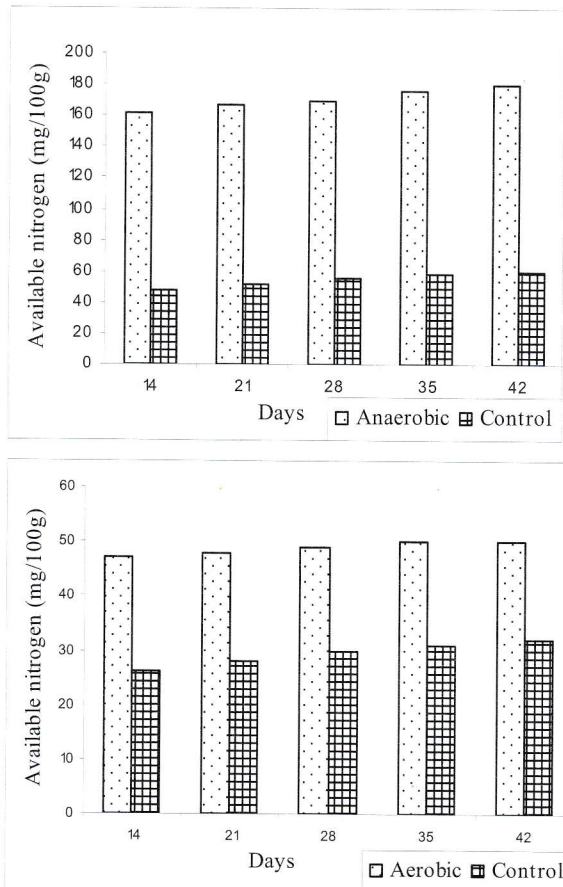 Available nitrogen (mg/100g)
200
180
160
140
120
100
80
60
40
20
0
14 21 28 35 42
Days
Anaerobic Control
Available nitrogen (mg/100g)
60
50
40
30
20
10
0
14 21 28 35 42
Days
Aerobic Control